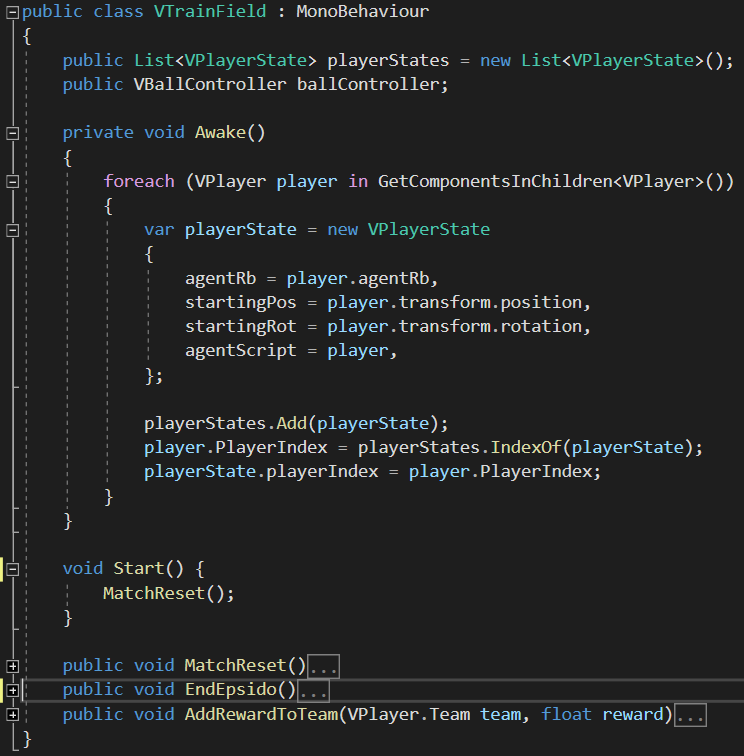 public class VTrainField : MonoBehaviour
{
    public List<VPlayerState> playerStates = new List<VPlayerState>();
    public VBallController ballController;

    private void Awake()
    {
        foreach (VPlayer player in GetComponentsInChildren<VPlayer>())
        {
            var playerState = new VPlayerState
            {
                agentRb = player.agentRb,
                startingPos = player.transform.position,
                startingRot = player.transform.rotation,
                agentScript = player,
            };

            playerStates.Add(playerState);
            player.PlayerIndex = playerStates.IndexOf(playerState);
            playerState.playerIndex = player.PlayerIndex;
        }
    }

    void Start() {
        MatchReset();
    }

    public void MatchReset()...
    public void EndEpsido()...
    public void AddRewardToTeam(VPlayer.Team team, float reward)...
}